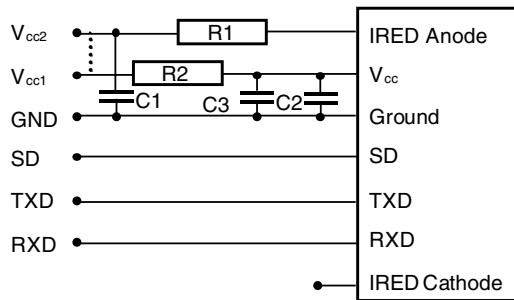 Vcc2 R1 IRED Anode
Vcc1 R2 Vcc
C1 C3 C2
GND Ground
SD SD
TXD TXD
RXD RXD
IRED Cathode